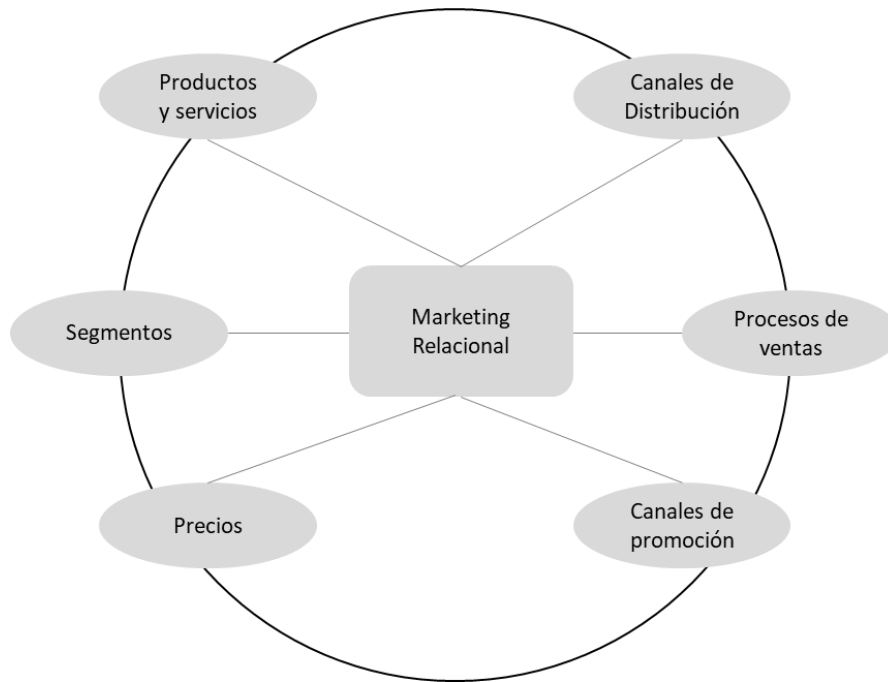 Productos
y servicios
Canales de
Distribución
Segmentos
Marketing
Relacional
Procesos de
ventas
Precios
Canales de
promoción